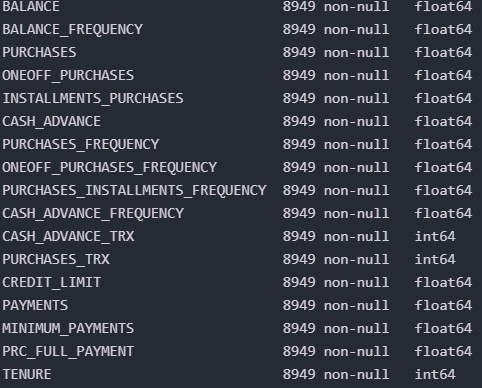 BALANCE 8949 non-null float64
BALANCE_FREQUENCY 8949 non-null float64
PURCHASES 8949 non-null float64
ONEOFF_PURCHASES 8949 non-null float64
INSTALLMENTS_PURCHASES 8949 non-null float64
CASH_ADVANCE 8949 non-null float64
PURCHASES_FREQUENCY 8949 non-null float64
ONEOFF_PURCHASES_FREQUENCY 8949 non-null float64
PURCHASES_INSTALLMENTS_FREQUENCY 8949 non-null float64
CASH_ADVANCE_FREQUENCY 8949 non-null float64
CASH_ADVANCE_TRX 8949 non-null int64
PURCHASES_TRX 8949 non-null int64
CREDIT_LIMIT 8949 non-null float64
PAYMENTS 8949 non-null float64
MINIMUM_PAYMENTS 8949 non-null float64
PRC_FULL_PAYMENT 8949 non-null float64
TENURE 8949 non-null int64